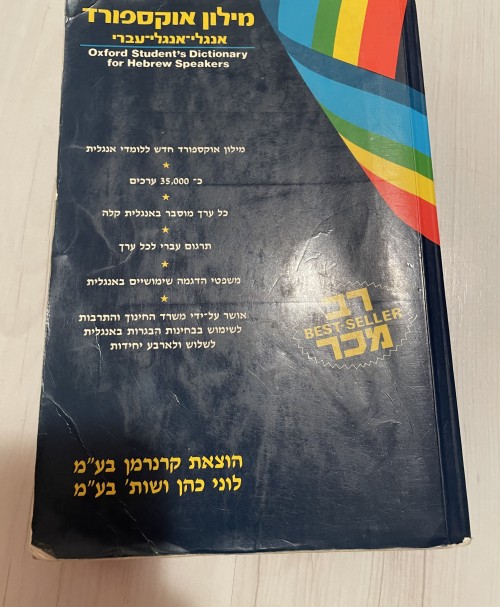 מילון אוקספורד
אנגלי־אנגלי־עברי
Oxford Student's Dictionary
for Hebrew Speakers
מילון אוקספורד חדש ללומדי אנגלית
כ־ 35,000 ערכים
כל ערך מוסבר באנגלית קלה
תרגום עברי לכל ערך
משפטי הדגמה שימושיים באנגלית
אושר על־ידי משרד החינוך והתרבות
לשימוש בבחינות הבגרות באנגלית
לשלוש ולארבע יחידות
רב
BEST-SELLER
מכר
הוצאת קרנרמן בע"מ
לוני כהן ושות' בע"מ